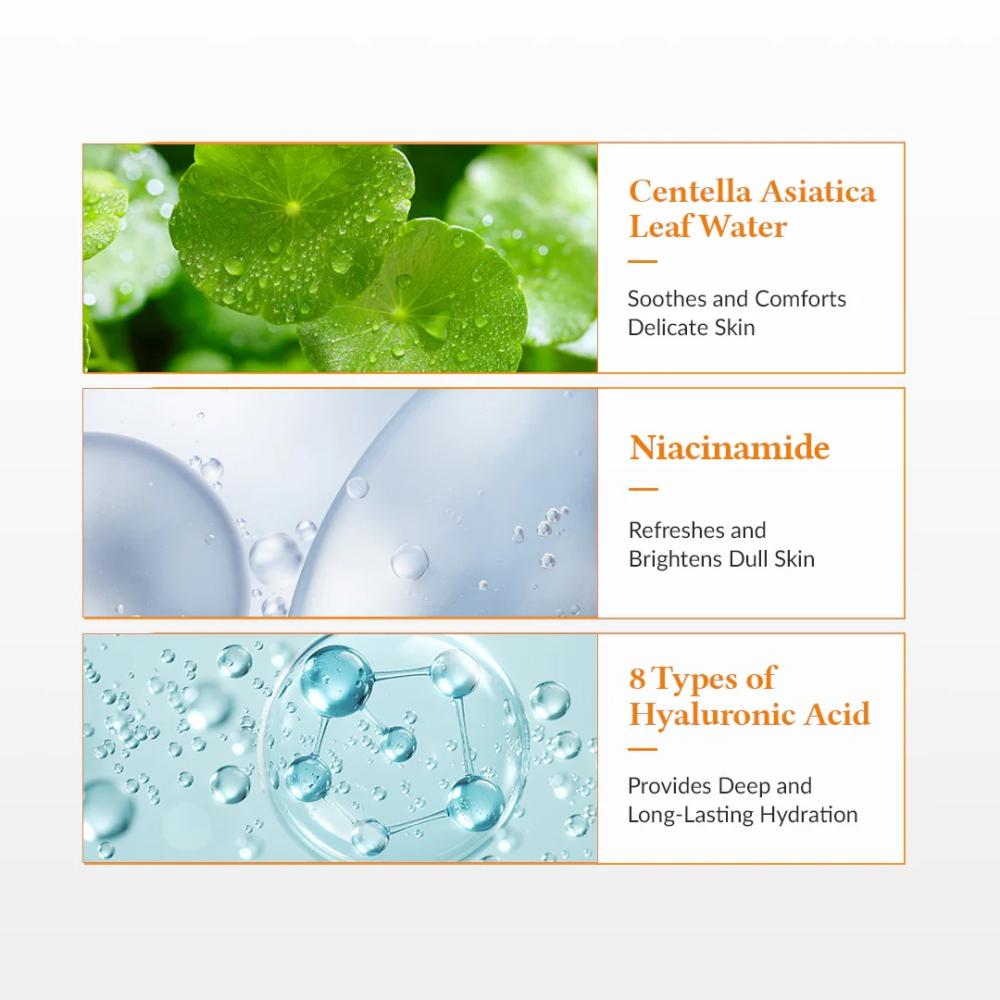 Centella Asiatica
Leaf Water
Soothes and Comforts
Delicate Skin
Niacinamide
Refreshes and
Brightens Dull Skin
8 Types of
Hyaluronic Acid
Provides Deep and
Long-Lasting Hydration